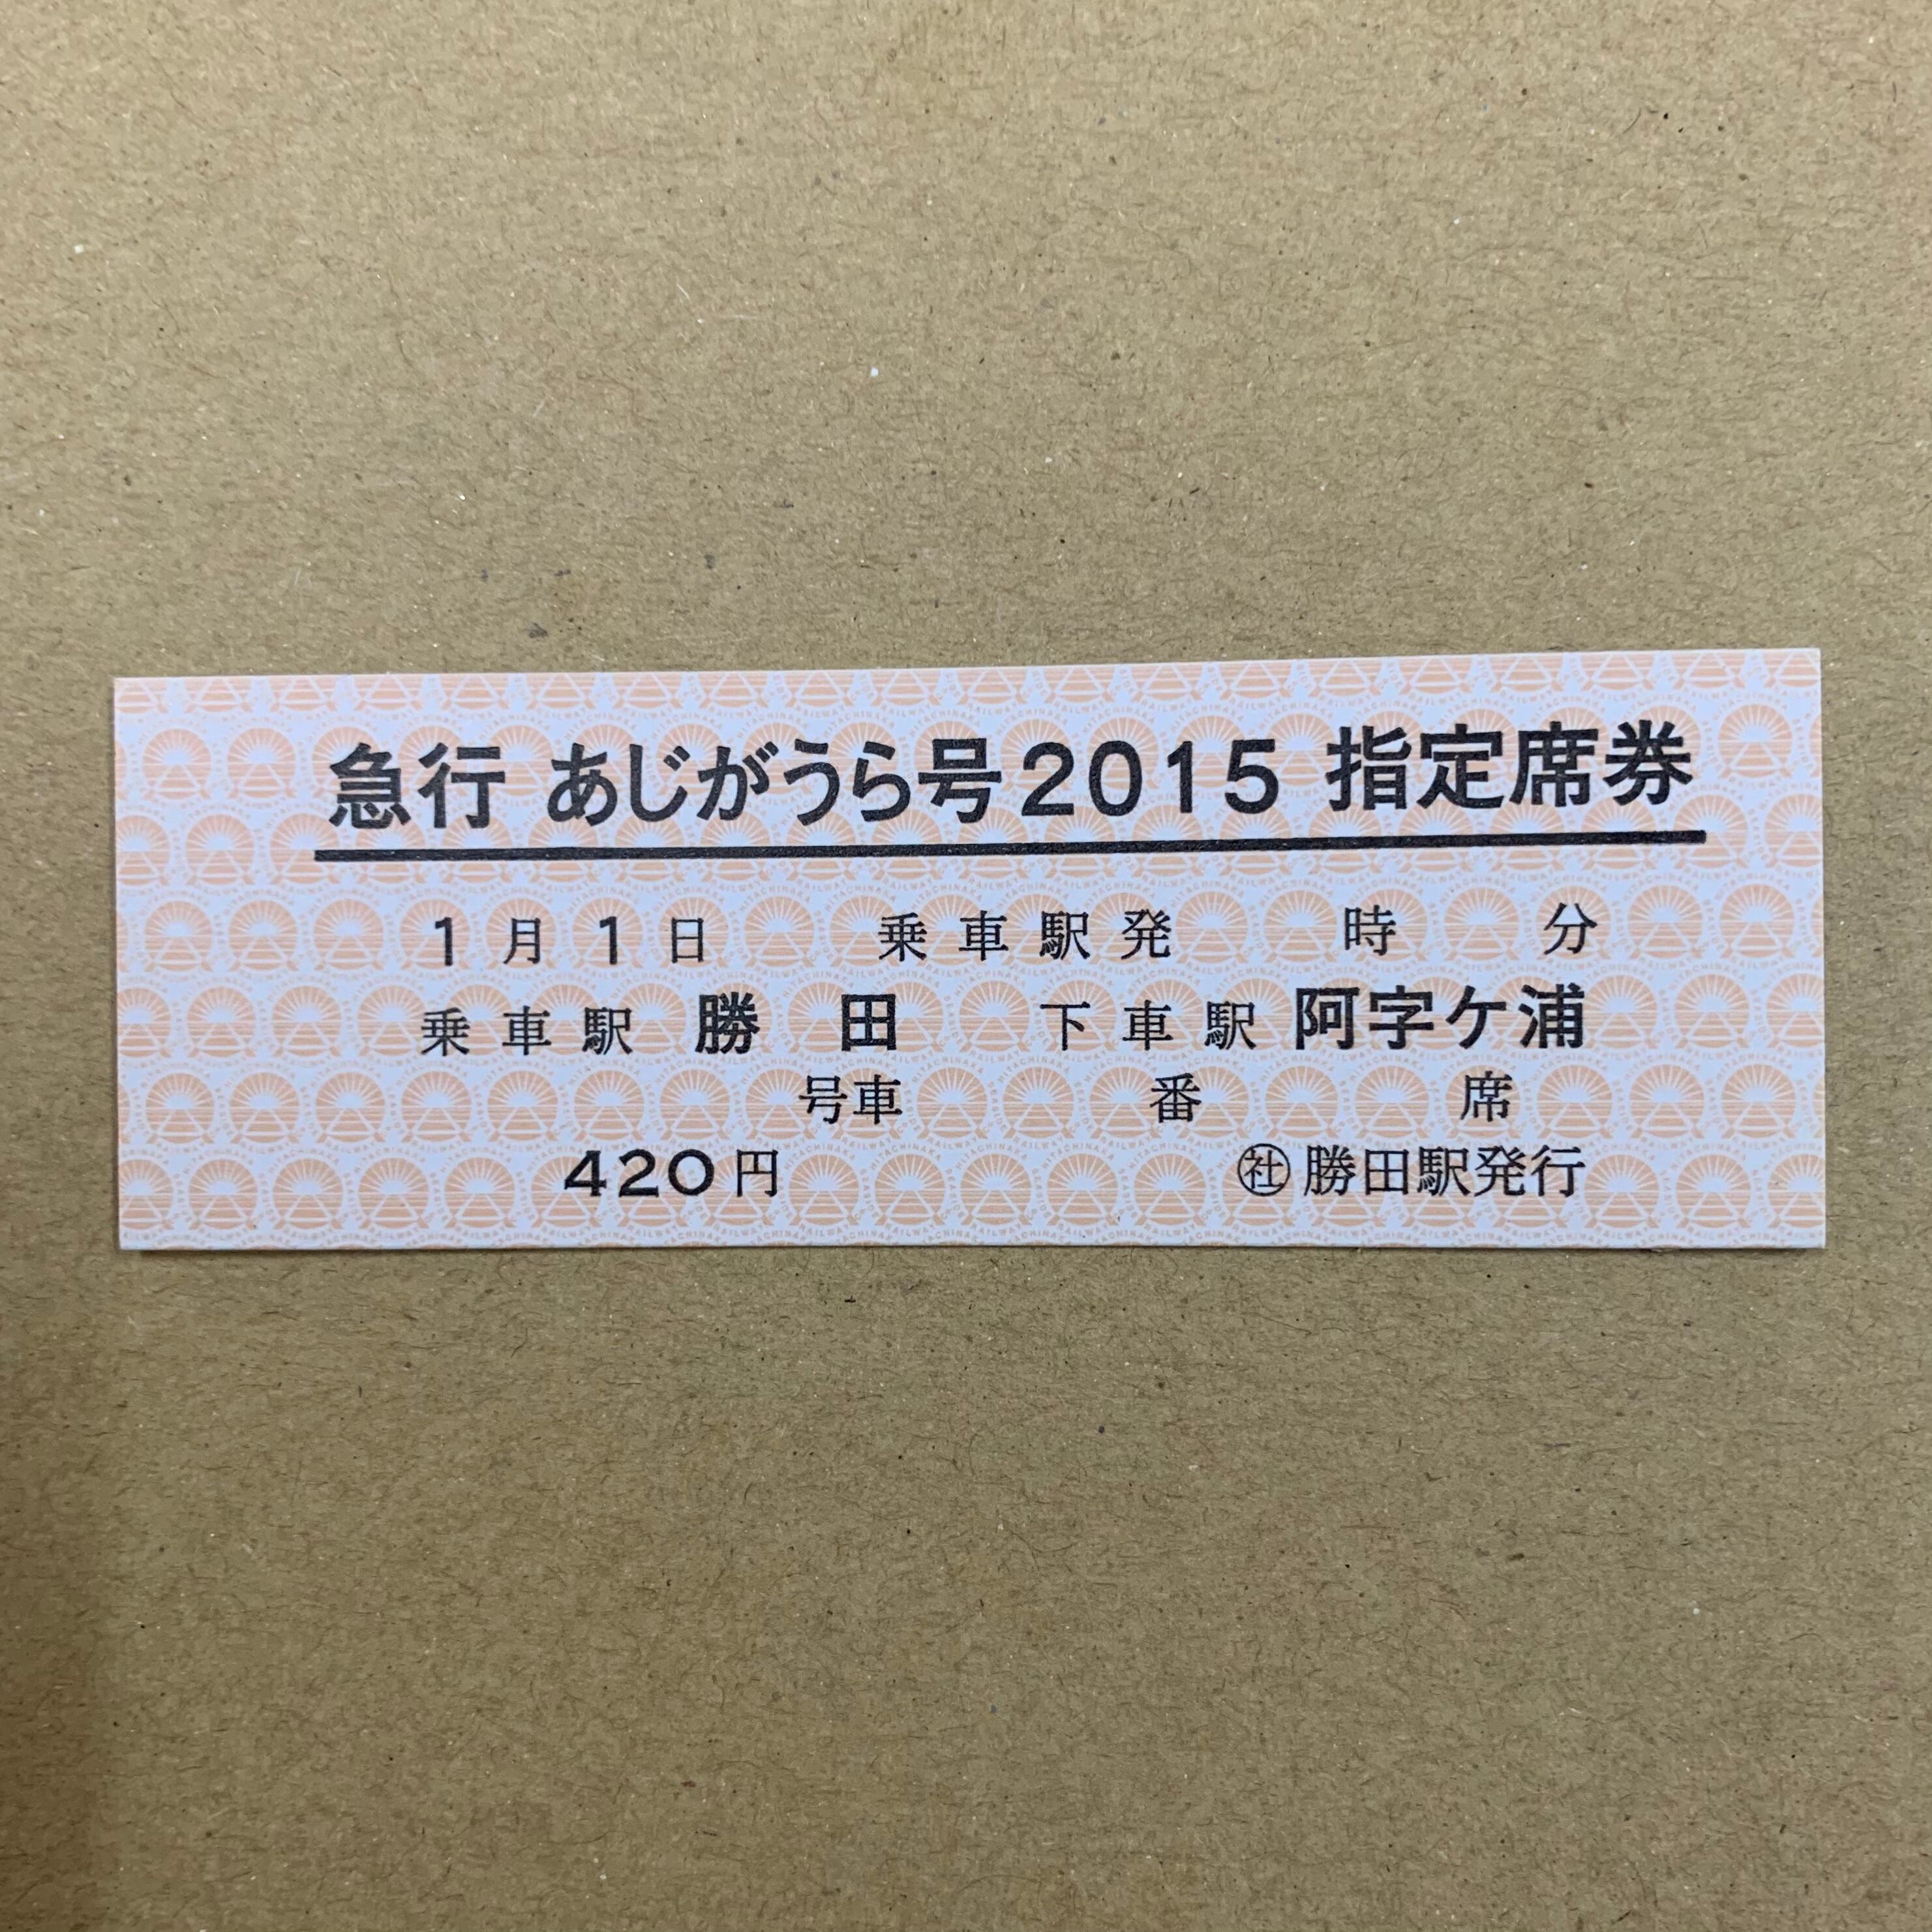 急行 あじがうら号2015 指定席券
1月1日 乗車駅発 時 分
乗車駅 勝田 下車駅 阿字ケ浦
号車 番 席
420円 ㈳勝田駅発行